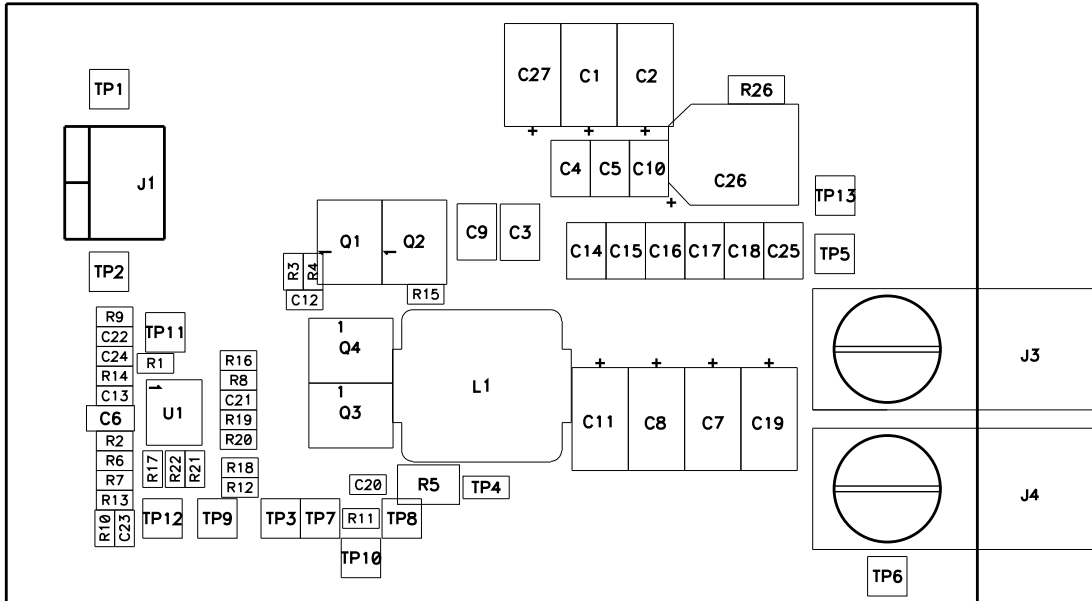 C27 C1 C2
R26
TP1
+ + +
J1
C4 C5 C10
C26
TP13
+
Q1 Q2
C9 C3
C14 C15 C16 C17 C18 C25
TP5
TP2
R3 R4
C12
R15
R9
C22
C24
R14
C13
C6
R2
R6
R7
R13
R10 C23
TP11
R1
U1
R17 R22 R21
TP12
R16
R8
C21
R19
R20
R18
R12
TP9
1
Q4
1
Q3
L1
+ + + +
C11 C8 C7 C19
J3
J4
C20
R5
TP4
TP3 TP7
R11
TP8
TP10
TP6